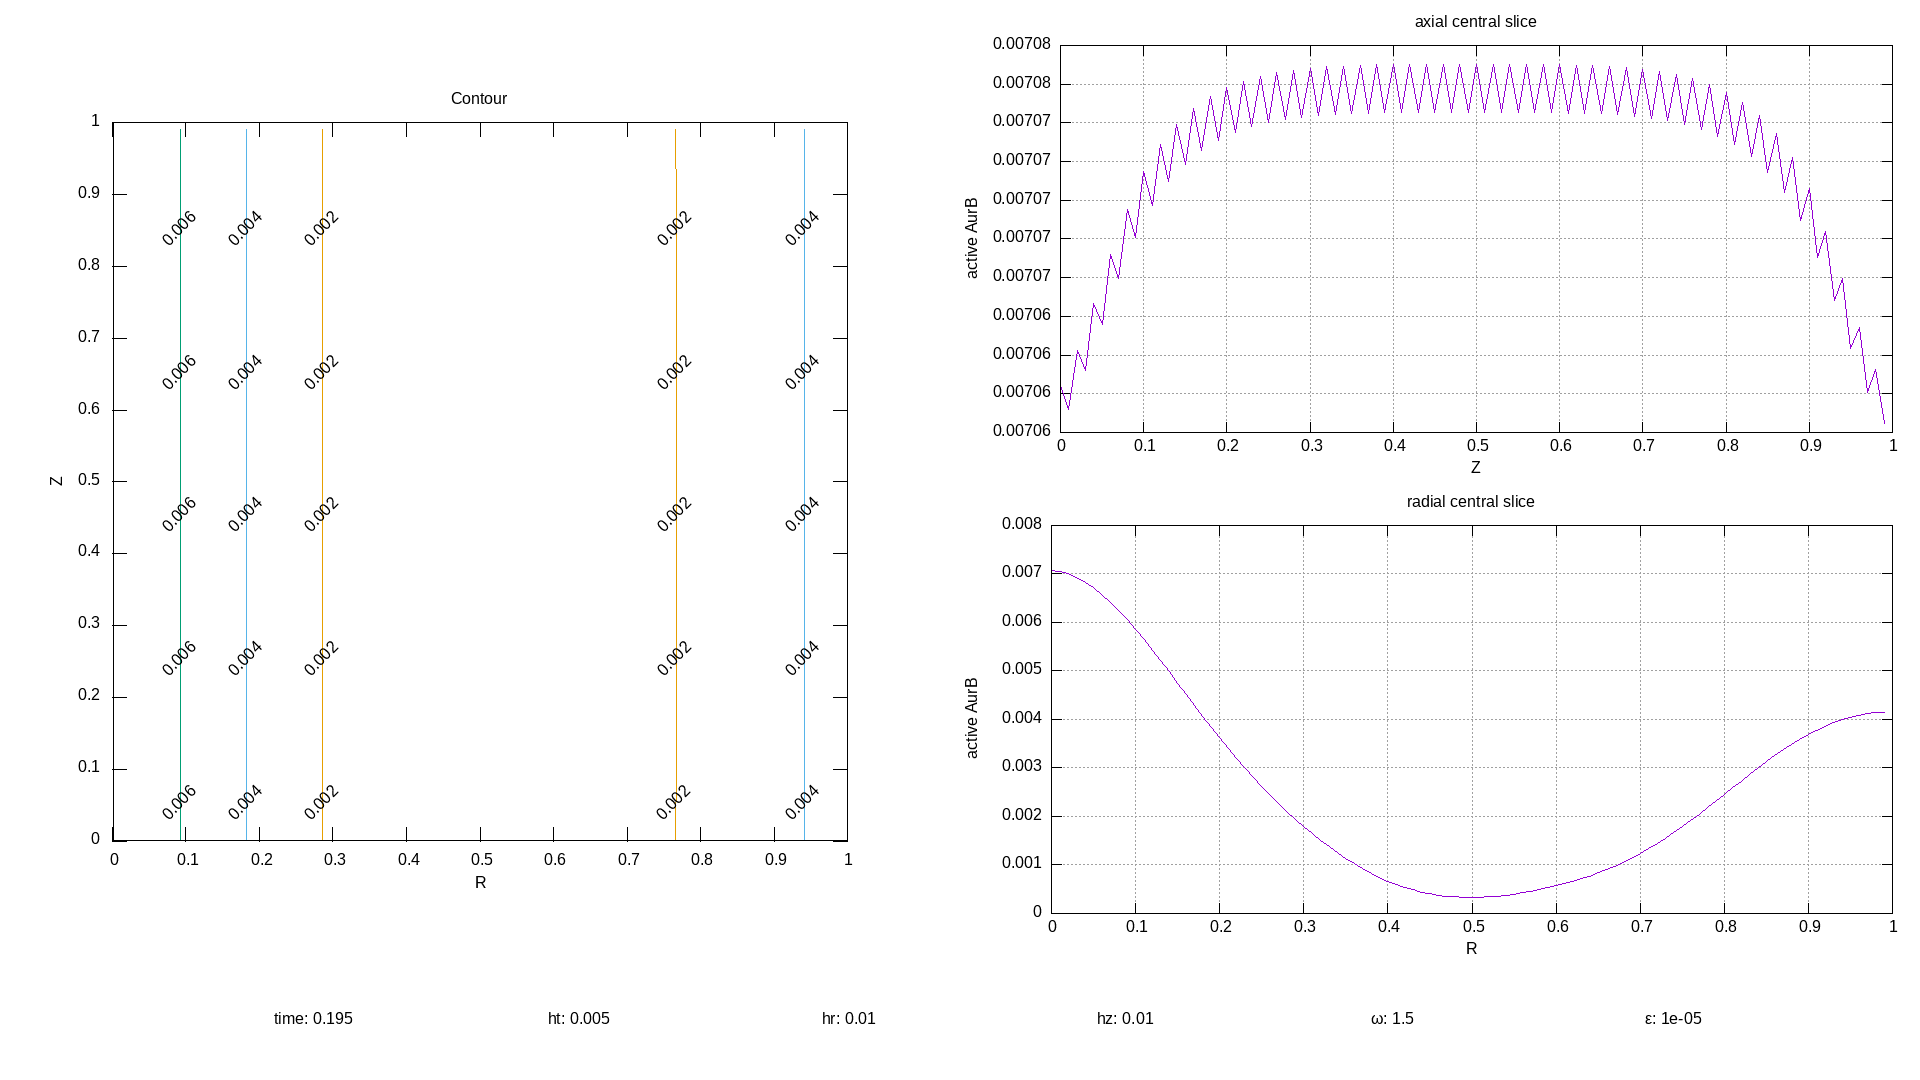 Contour
1
0.9
0.8
0.7
0.6
0.5
0.4
0.3
0.2
0.1
0
Z
0.006 0.004 0.002 0.002 0.004
0.006 0.004 0.002 0.002 0.004
0.006 0.004 0.002 0.002 0.004
0.006 0.004 0.002 0.002 0.004
0.006 0.004 0.002 0.002 0.004
0 0.1 0.2 0.3 0.4 0.5 0.6 0.7 0.8 0.9 1
R
axial central slice
0.00708
0.00708
0.00707
0.00707
0.00707
0.00707
0.00707
0.00706
0.00706
0.00706
0.00706
active AurB
0 0.1 0.2 0.3 0.4 0.5 0.6 0.7 0.8 0.9 1
Z
radial central slice
0.008
0.007
0.006
0.005
0.004
0.003
0.002
0.001
0
active AurB
0 0.1 0.2 0.3 0.4 0.5 0.6 0.7 0.8 0.9 1
R
time: 0.195 ht: 0.005 hr: 0.01 hz: 0.01 ω: 1.5 ε: 1e-05